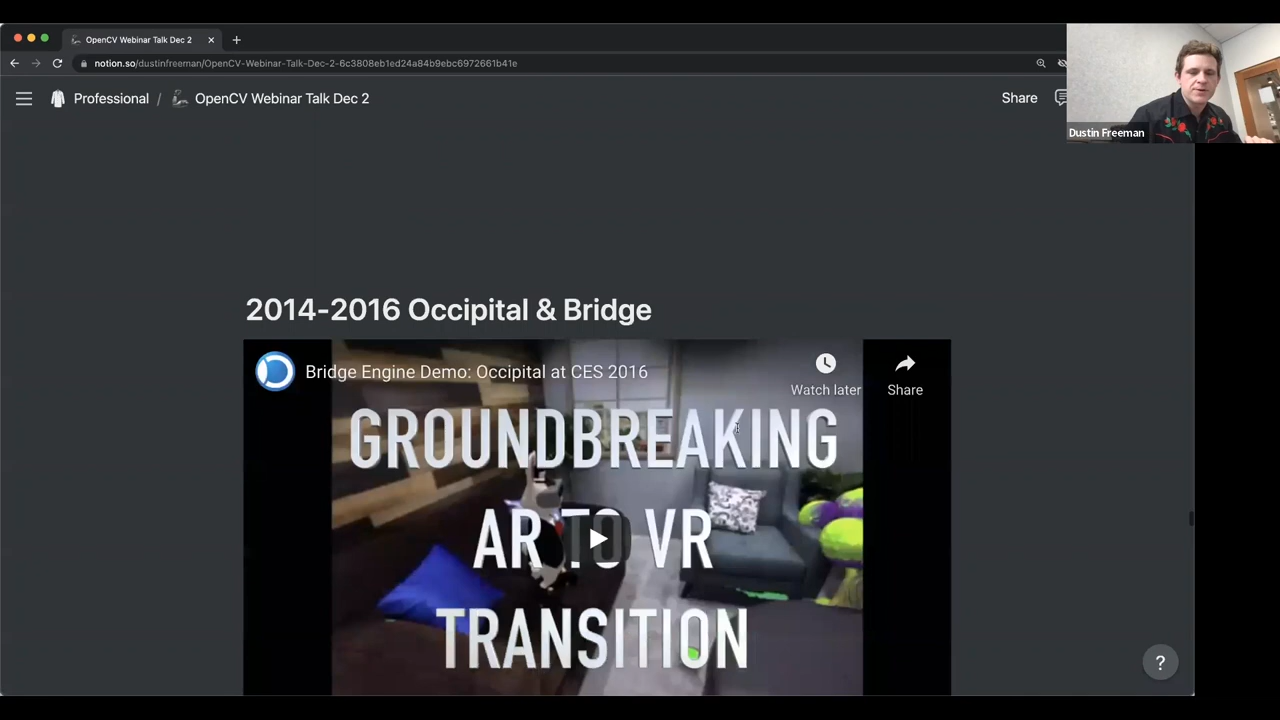 OpenCV Webinar Talk Dec 2
notion.so/dustinfreeman/OpenCV-Webinar-Talk-Dec-2-6c3808eb1ed24a84b9ebc6972661b41e
Professional / OpenCV Webinar Talk Dec 2
Share
Dustin Freeman
2014-2016 Occipital & Bridge
Bridge Engine Demo: Occipital at CES 2016
Watch later
Share
GROUNDBREAKING
AR TO VR
TRANSITION
?